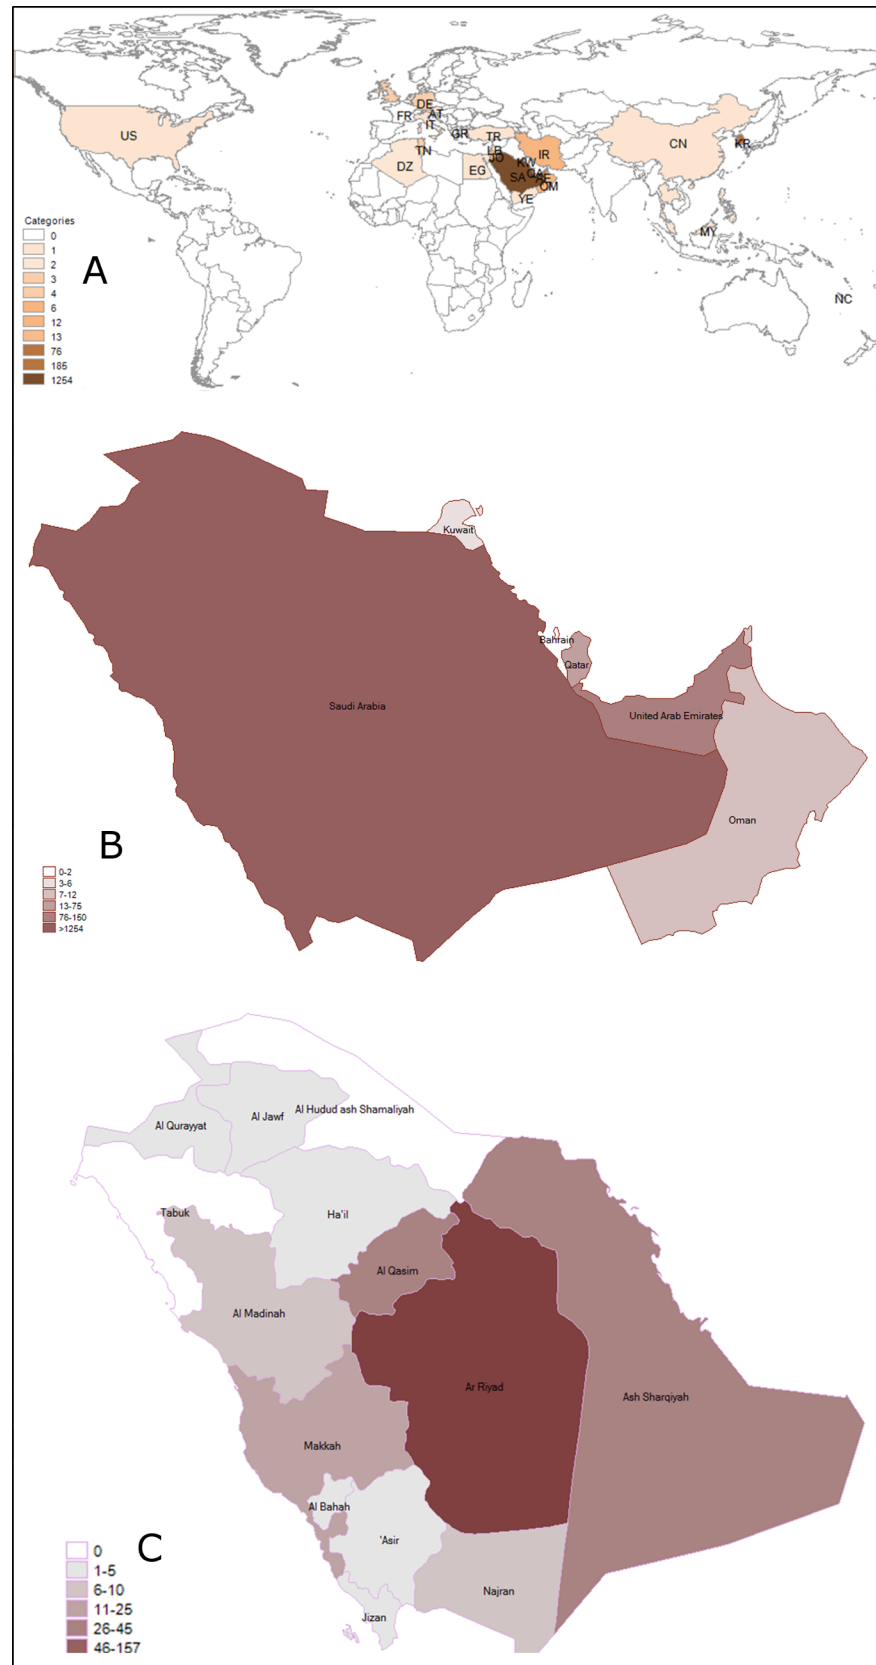 US
FR
DE
AT
IT
GR
TR
TN
DZ
EG
LB
JO
KW
IR
SA
QA
AE
OM
YE
CN
KR
MY
NC
Categories
0
1
2
3
4
6
12
13
76
185
1254
A
Kuwait
Bahrain
Qatar
Saudi Arabia
United Arab Emirates
Oman
B
0-2
3-6
7-12
13-75
76-150
>1254
Al Qurayyat
Al Jawf
Al Hudud ash Shamaliyah
Tabuk
Ha'il
Al Qasim
Al Madinah
Ar Riyad
Ash Sharqiyah
Makkah
Al Bahah
'Asir
Najran
Jizan
C
0
1-5
6-10
11-25
26-45
46-157